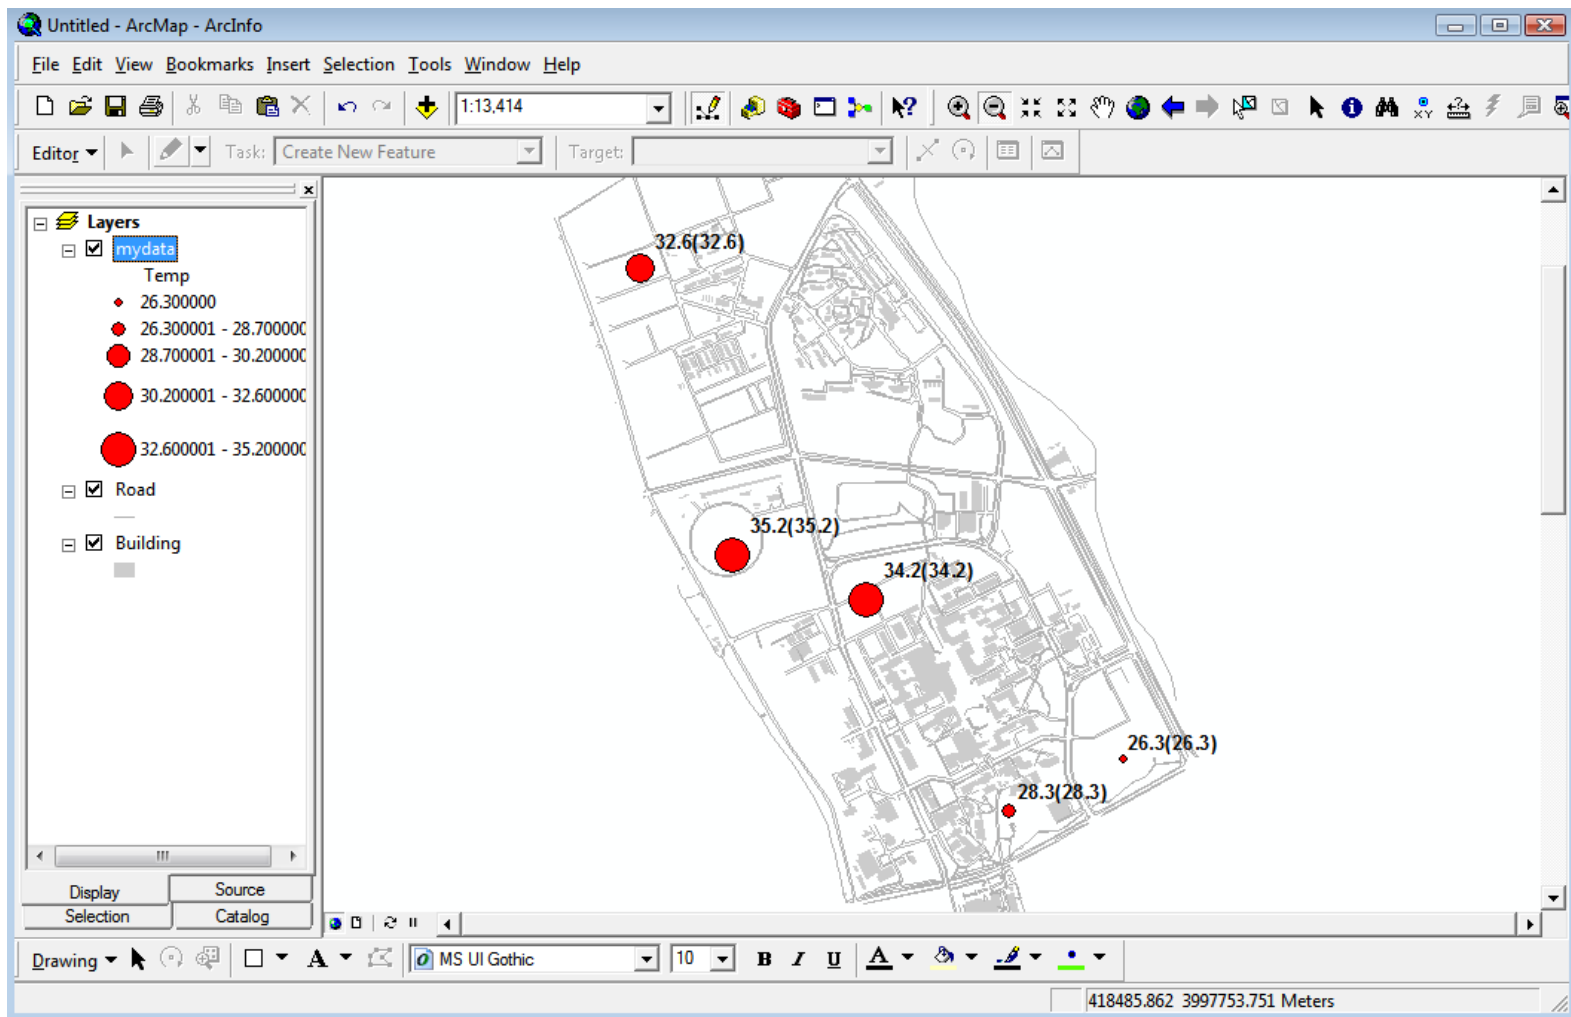 Untitled - ArcMap - ArcInfo
File Edit View Bookmarks Insert Selection Tools Window Help
1:13,414
Editor Task: Create New Feature Target:
Layers
mydata
Temp
26.300000
26.300001 - 28.700000
28.700001 - 30.200000
30.200001 - 32.600000
32.600001 - 35.200000
Road
Building
32.6(32.6)
35.2(35.2)
34.2(34.2)
26.3(26.3)
28.3(28.3)
Display Source
Selection Catalog
Drawing A MS UI Gothic 10 B I U A
418485.862 3997753.751 Meters